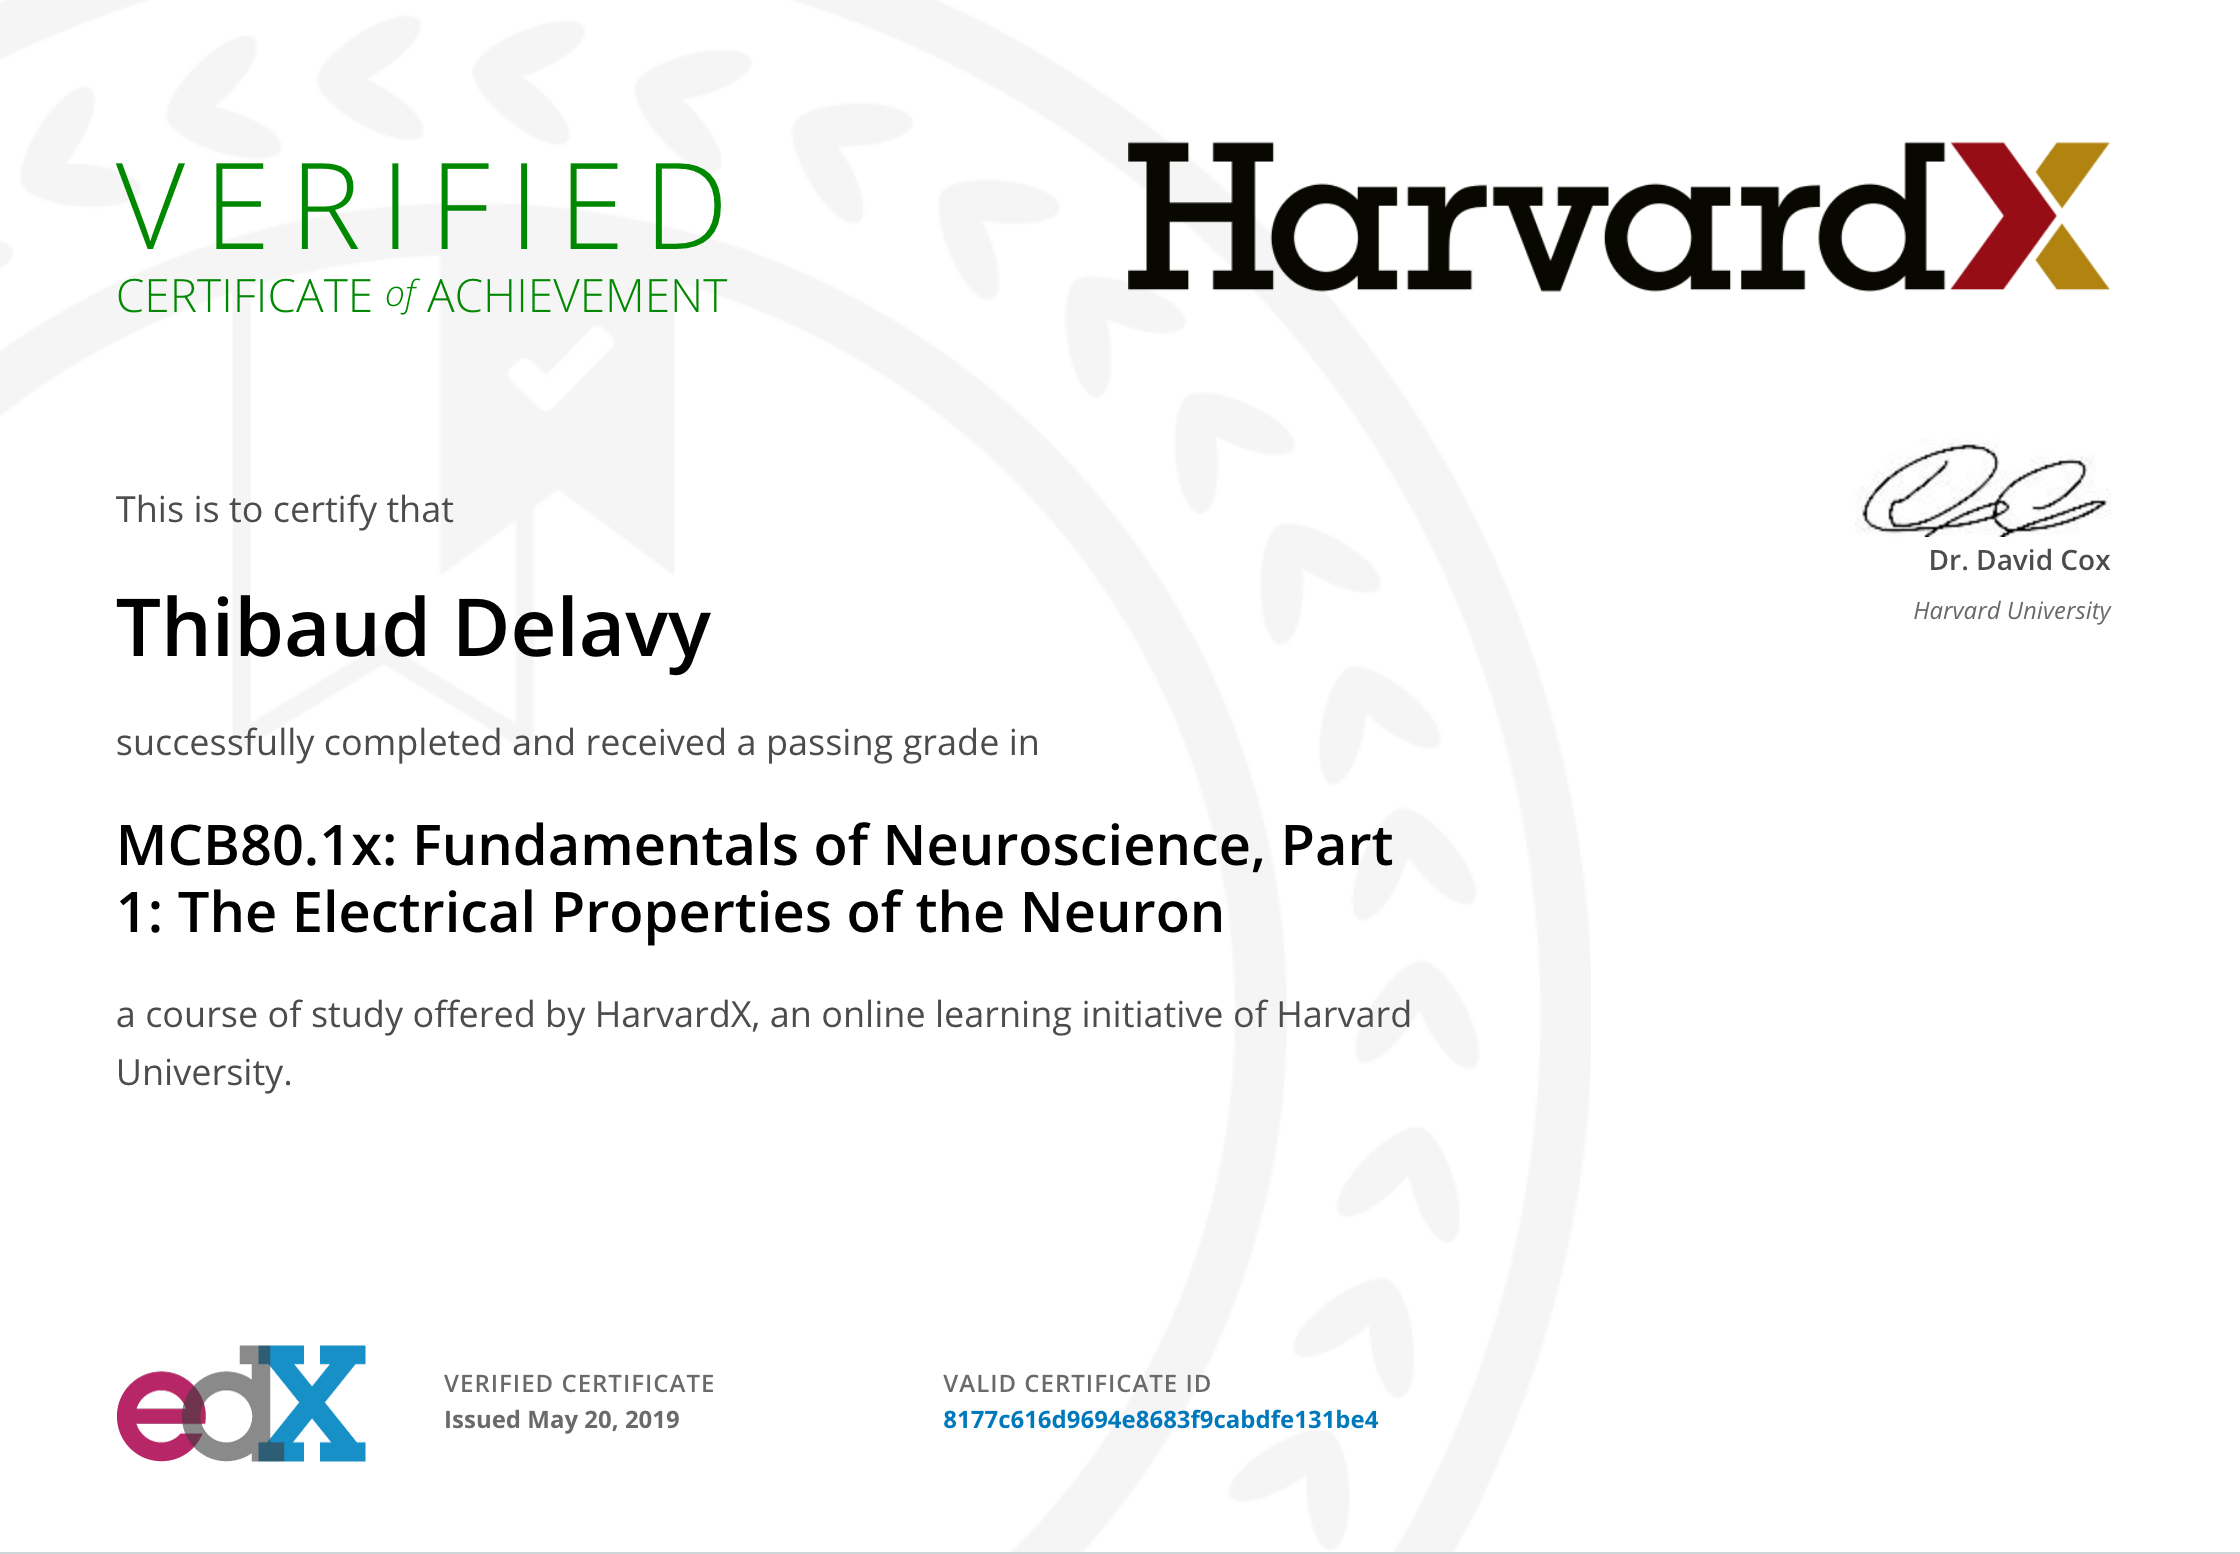 VERIFIED
CERTIFICATE of ACHIEVEMENT
HarvardX
This is to certify that
Thibaud Delavy
successfully completed and received a passing grade in
MCB80.1x: Fundamentals of Neuroscience, Part
1: The Electrical Properties of the Neuron
a course of study offered by HarvardX, an online learning initiative of Harvard
University.
Dr. David Cox
Harvard University
edX
VERIFIED CERTIFICATE
Issued May 20, 2019
VALID CERTIFICATE ID
8177c616d9694e8683f9cabdfe131be4